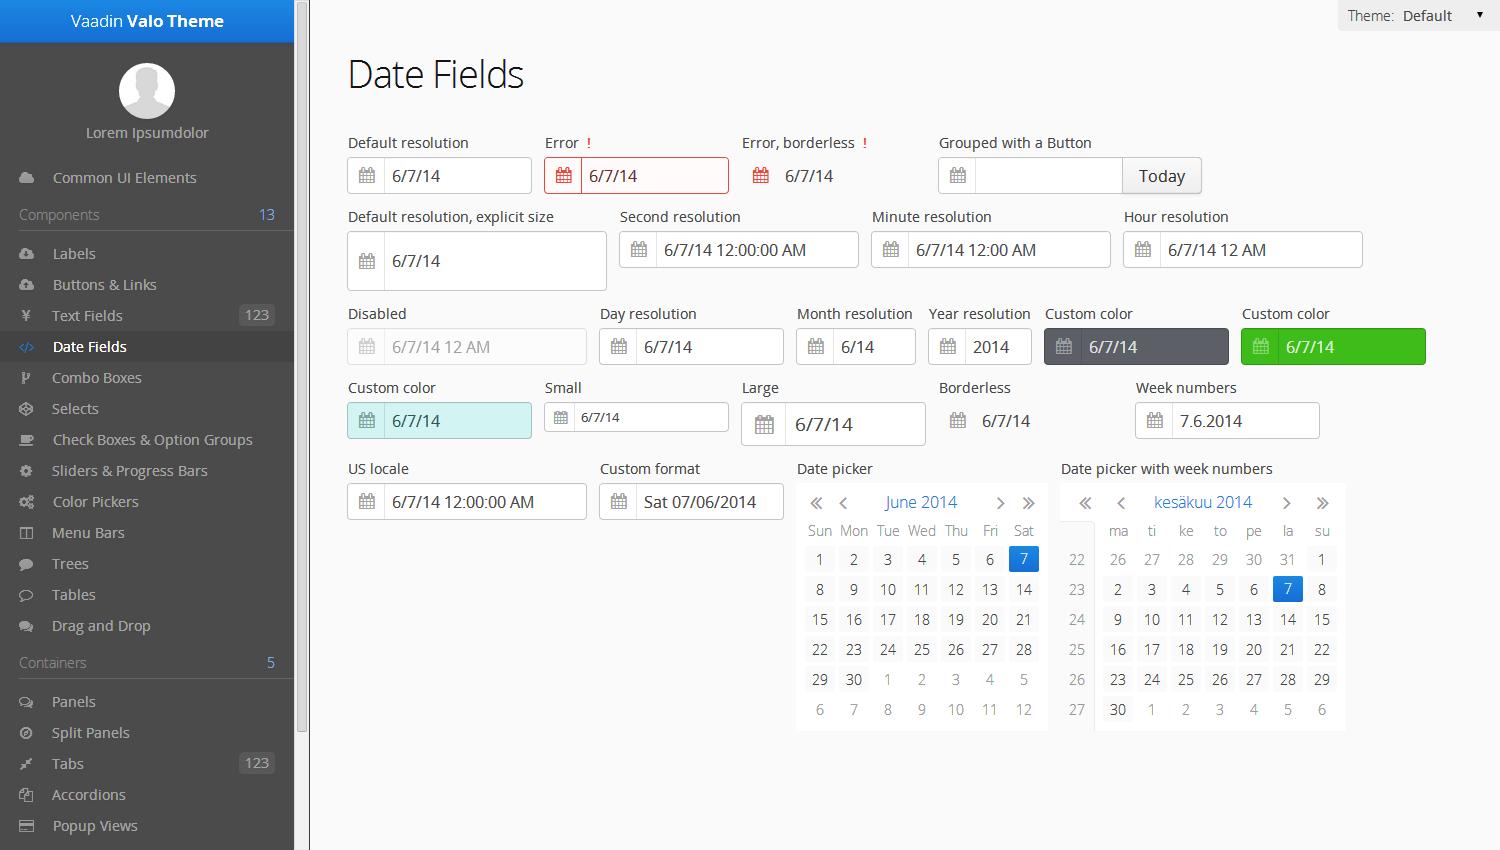 Vaadin Valo Theme
Lorem Ipsumdolor
Common UI Elements
Components 13
Labels
Buttons & Links
Text Fields 123
Date Fields
Combo Boxes
Selects
Check Boxes & Option Groups
Sliders & Progress Bars
Color Pickers
Menu Bars
Trees
Tables
Drag and Drop
Containers 5
Panels
Split Panels
Tabs 123
Accordions
Popup Views
Theme: Default
Date Fields
Default resolution Error ! Error, borderless ! Grouped with a Button
6/7/14 6/7/14 6/7/14 Today
Default resolution, explicit size Second resolution Minute resolution Hour resolution
6/7/14 6/7/14 12:00:00 AM 6/7/14 12:00 AM 6/7/14 12 AM
Disabled Day resolution Month resolution Year resolution Custom color Custom color
6/7/14 12 AM 6/7/14 6/14 2014 6/7/14 6/7/14
Custom color Small Large Borderless Week numbers
6/7/14 6/7/14 6/7/14 6/7/14 7.6.2014
US locale Custom format Date picker Date picker with week numbers
6/7/14 12:00:00 AM Sat 07/06/2014
June 2014
Sun Mon Tue Wed Thu Fri Sat
1 2 3 4 5 6 7
8 9 10 11 12 13 14
15 16 17 18 19 20 21
22 23 24 25 26 27 28
29 30 1 2 3 4 5
6 7 8 9 10 11 12
kesäkuu 2014
ma ti ke to pe la su
22 26 27 28 29 30 31 1
23 2 3 4 5 6 7 8
24 9 10 11 12 13 14 15
25 16 17 18 19 20 21 22
26 23 24 25 26 27 28 29
27 30 1 2 3 4 5 6